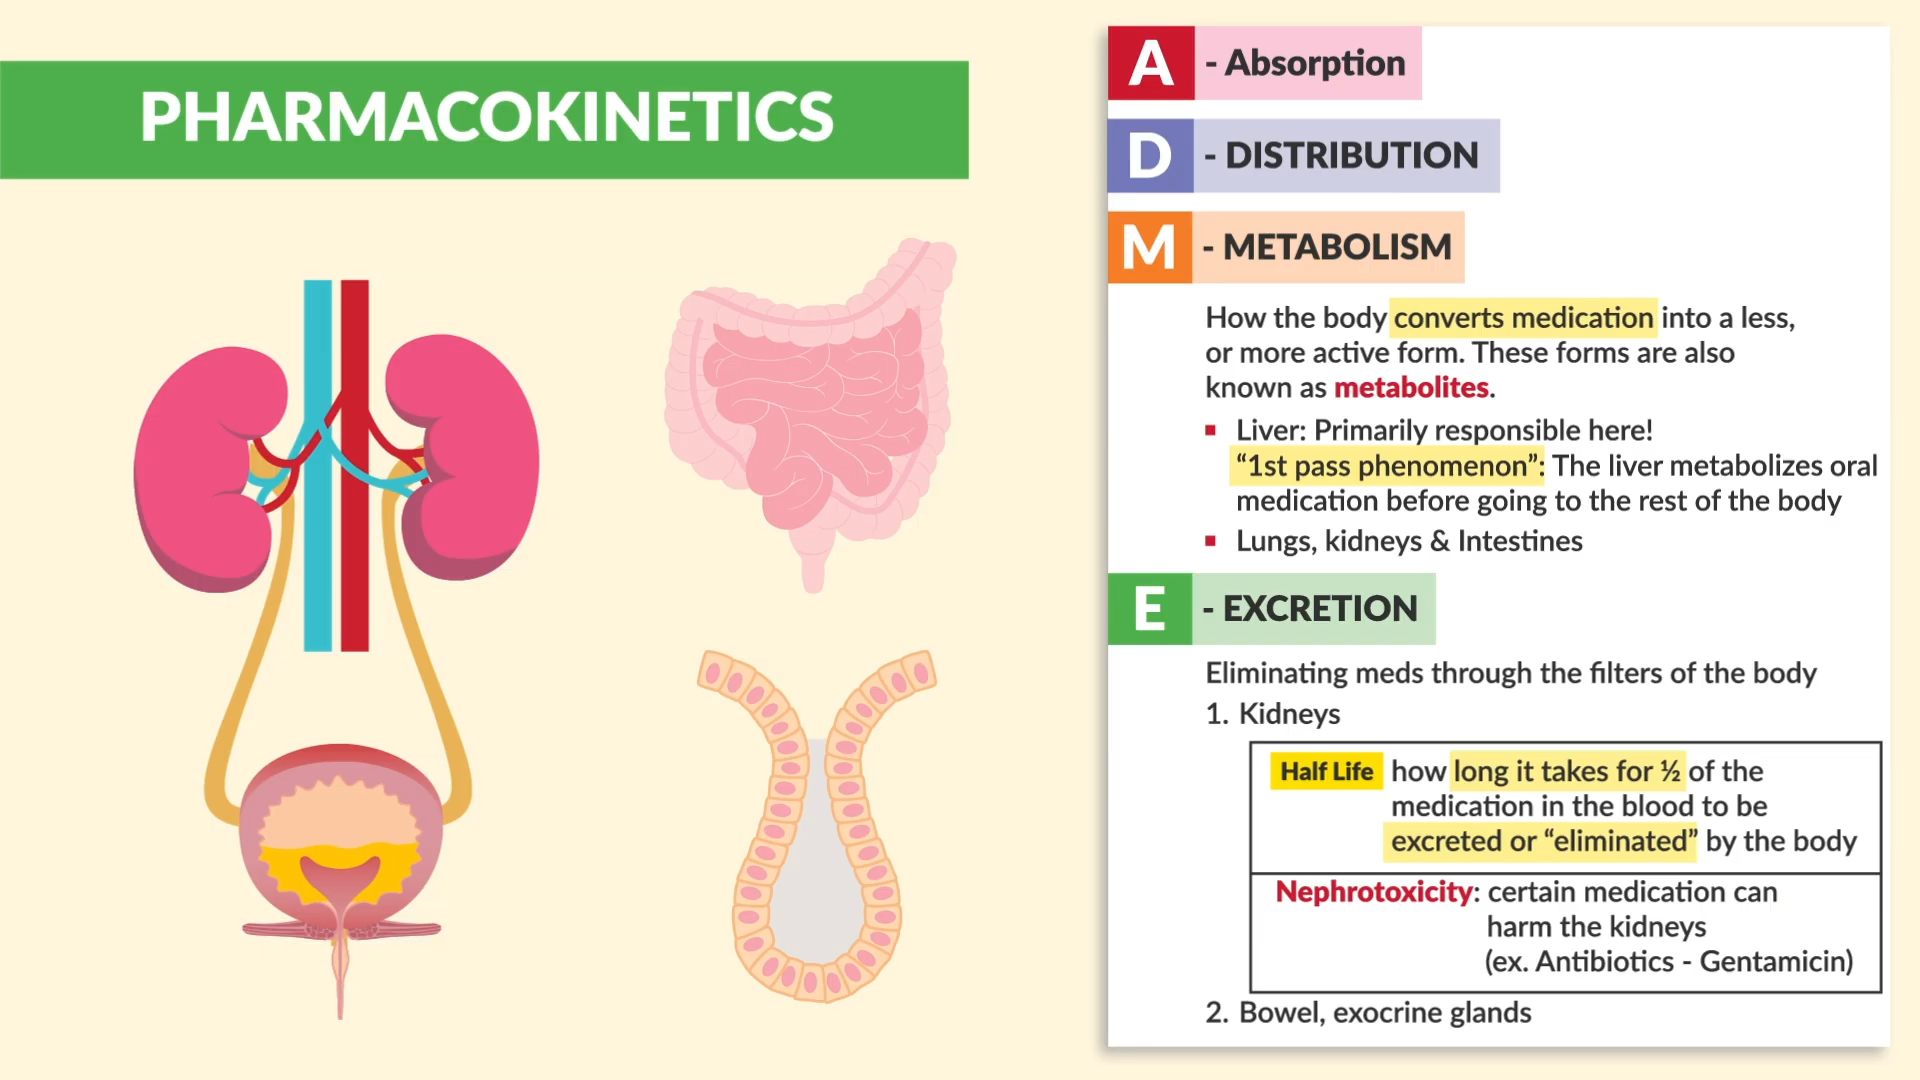 PHARMACOKINETICS
A - Absorption
D - DISTRIBUTION
M - METABOLISM
How the body converts medication into a less,
or more active form. These forms are also
known as metabolites.
▪ Liver: Primarily responsible here!
“1st pass phenomenon”: The liver metabolizes oral
medication before going to the rest of the body
▪ Lungs, kidneys & Intestines
E - EXCRETION
Eliminating meds through the filters of the body
1. Kidneys
Half Life how long it takes for ½ of the
medication in the blood to be
excreted or “eliminated” by the body
Nephrotoxicity: certain medication can
harm the kidneys
(ex. Antibiotics - Gentamicin)
2. Bowel, exocrine glands